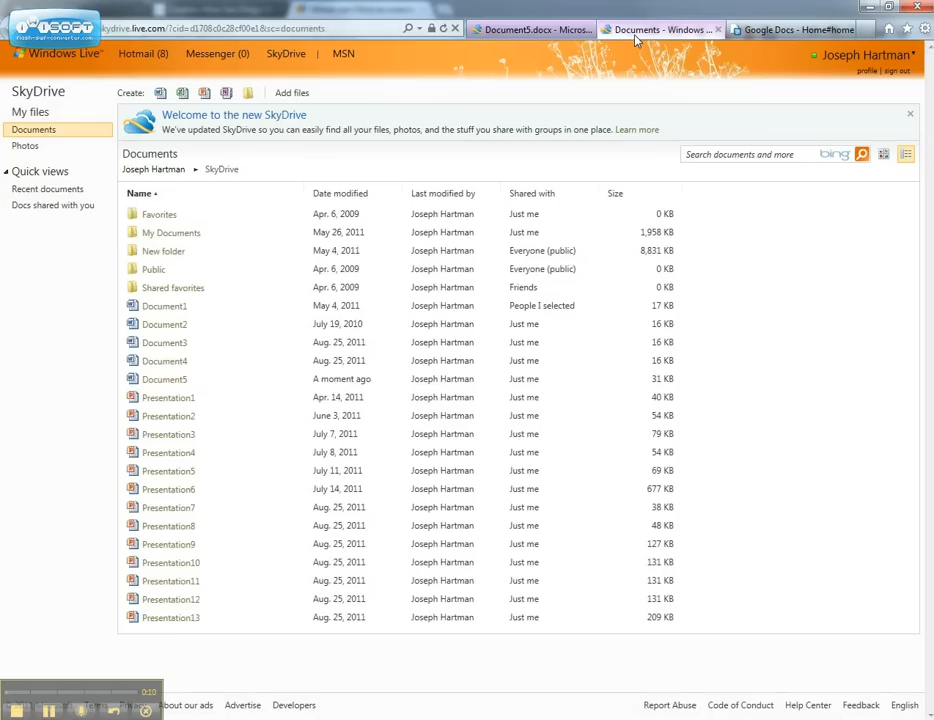 iWiSOFT
flash-swf-converter.com
skydrive.live.com/?cid=d1708c0c28cf00e1&sc=documents
Document5.docx - Micros...
Documents - Windows ...
Google Docs - Home#home
Windows Live™
Hotmail (8)
Messenger (0)
SkyDrive
MSN
Joseph Hartman
profile | sign out
SkyDrive
My files
Documents
Photos
Quick views
Recent documents
Docs shared with you
Create:
Add files
Welcome to the new SkyDrive
We've updated SkyDrive so you can easily find all your files, photos, and the stuff you share with groups in one place. Learn more
Documents
Joseph Hartman ▸ SkyDrive
Search documents and more bing
Name Date modified Last modified by Shared with Size
Favorites Apr. 6, 2009 Joseph Hartman Just me 0 KB
My Documents May 26, 2011 Joseph Hartman Just me 1,958 KB
New folder May 4, 2011 Joseph Hartman Everyone (public) 8,831 KB
Public Apr. 6, 2009 Joseph Hartman Everyone (public) 0 KB
Shared favorites Apr. 6, 2009 Joseph Hartman Friends 0 KB
Document1 May 4, 2011 Joseph Hartman People I selected 17 KB
Document2 July 19, 2010 Joseph Hartman Just me 16 KB
Document3 Aug. 25, 2011 Joseph Hartman Just me 16 KB
Document4 Aug. 25, 2011 Joseph Hartman Just me 16 KB
Document5 A moment ago Joseph Hartman Just me 31 KB
Presentation1 Apr. 14, 2011 Joseph Hartman Just me 40 KB
Presentation2 June 3, 2011 Joseph Hartman Just me 54 KB
Presentation3 July 7, 2011 Joseph Hartman Just me 79 KB
Presentation4 July 8, 2011 Joseph Hartman Just me 54 KB
Presentation5 July 11, 2011 Joseph Hartman Just me 69 KB
Presentation6 July 14, 2011 Joseph Hartman Just me 677 KB
Presentation7 Aug. 25, 2011 Joseph Hartman Just me 38 KB
Presentation8 Aug. 25, 2011 Joseph Hartman Just me 48 KB
Presentation9 Aug. 25, 2011 Joseph Hartman Just me 127 KB
Presentation10 Aug. 25, 2011 Joseph Hartman Just me 131 KB
Presentation11 Aug. 25, 2011 Joseph Hartman Just me 131 KB
Presentation12 Aug. 25, 2011 Joseph Hartman Just me 131 KB
Presentation13 Aug. 25, 2011 Joseph Hartman Just me 209 KB
0:10
Terms Privacy About our ads Advertise Developers
Report Abuse Code of Conduct Help Center Feedback English